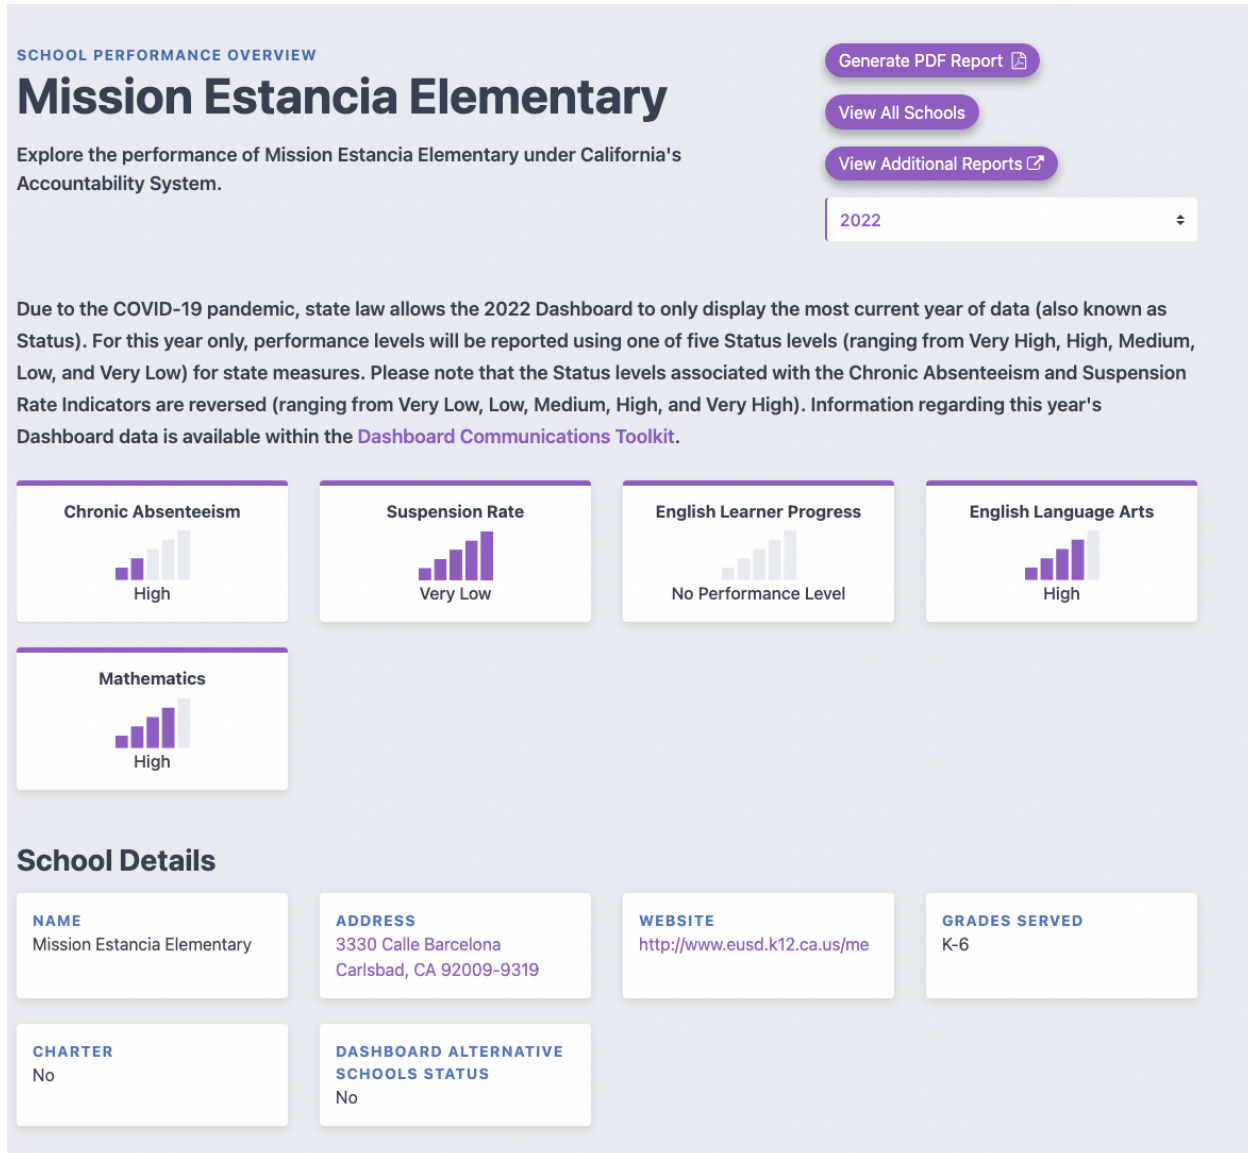 SCHOOL PERFORMANCE OVERVIEW
Mission Estancia Elementary
Explore the performance of Mission Estancia Elementary under California's
Accountability System.
Generate PDF Report
View All Schools
View Additional Reports
2022
Due to the COVID-19 pandemic, state law allows the 2022 Dashboard to only display the most current year of data (also known as
Status). For this year only, performance levels will be reported using one of five Status levels (ranging from Very High, High, Medium,
Low, and Very Low) for state measures. Please note that the Status levels associated with the Chronic Absenteeism and Suspension
Rate Indicators are reversed (ranging from Very Low, Low, Medium, High, and Very High). Information regarding this year's
Dashboard data is available within the Dashboard Communications Toolkit.
Chronic Absenteeism
High
Suspension Rate
Very Low
English Learner Progress
No Performance Level
English Language Arts
High
Mathematics
High
School Details
NAME
Mission Estancia Elementary
ADDRESS
3330 Calle Barcelona
Carlsbad, CA 92009-9319
WEBSITE
http://www.eusd.k12.ca.us/me
GRADES SERVED
K-6
CHARTER
No
DASHBOARD ALTERNATIVE
SCHOOLS STATUS
No